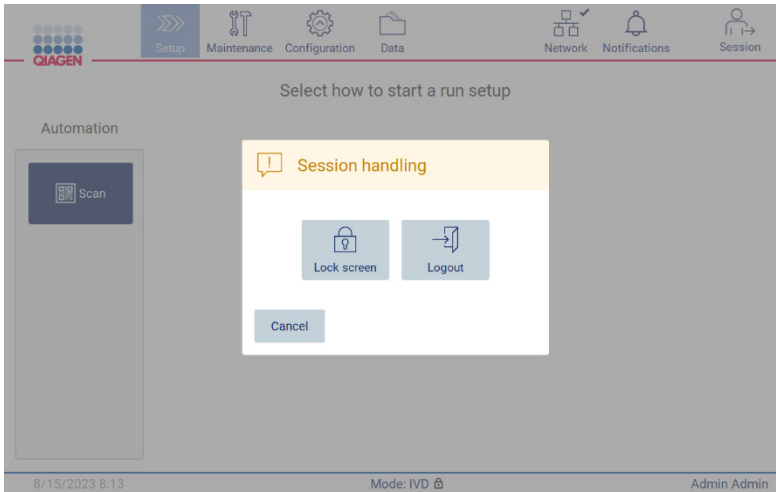 QIAGEN
Setup
Maintenance
Configuration
Data
Network
Notifications
Session
Select how to start a run setup
Automation
Scan
Session handling
Lock screen
Logout
Cancel
8/15/2023 8:13
Mode: IVD
Admin Admin